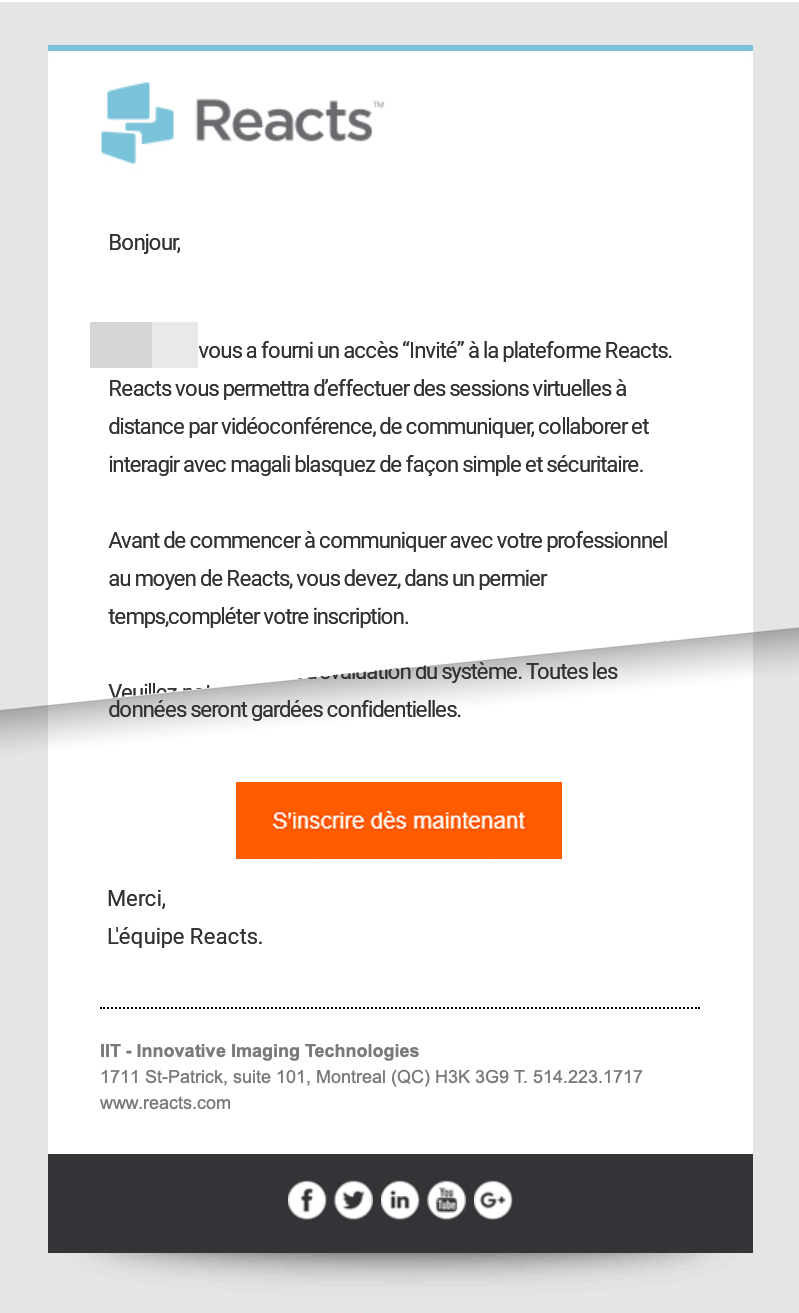 Reacts™
Bonjour,
vous a fourni un accès “Invité” à la plateforme Reacts.
Reacts vous permettra d’effectuer des sessions virtuelles à
distance par vidéoconférence, de communiquer, collaborer et
interagir avec magali blasquez de façon simple et sécuritaire.
Avant de commencer à communiquer avec votre professionnel
au moyen de Reacts, vous devez, dans un permier
temps,compléter votre inscription.
Veuillez
du système. Toutes les
données seront gardées confidentielles.
S'inscrire dès maintenant
Merci,
L'équipe Reacts.
IIT - Innovative Imaging Technologies
1711 St-Patrick, suite 101, Montreal (QC) H3K 3G9 T. 514.223.1717
www.reacts.com
f in You Tube G+